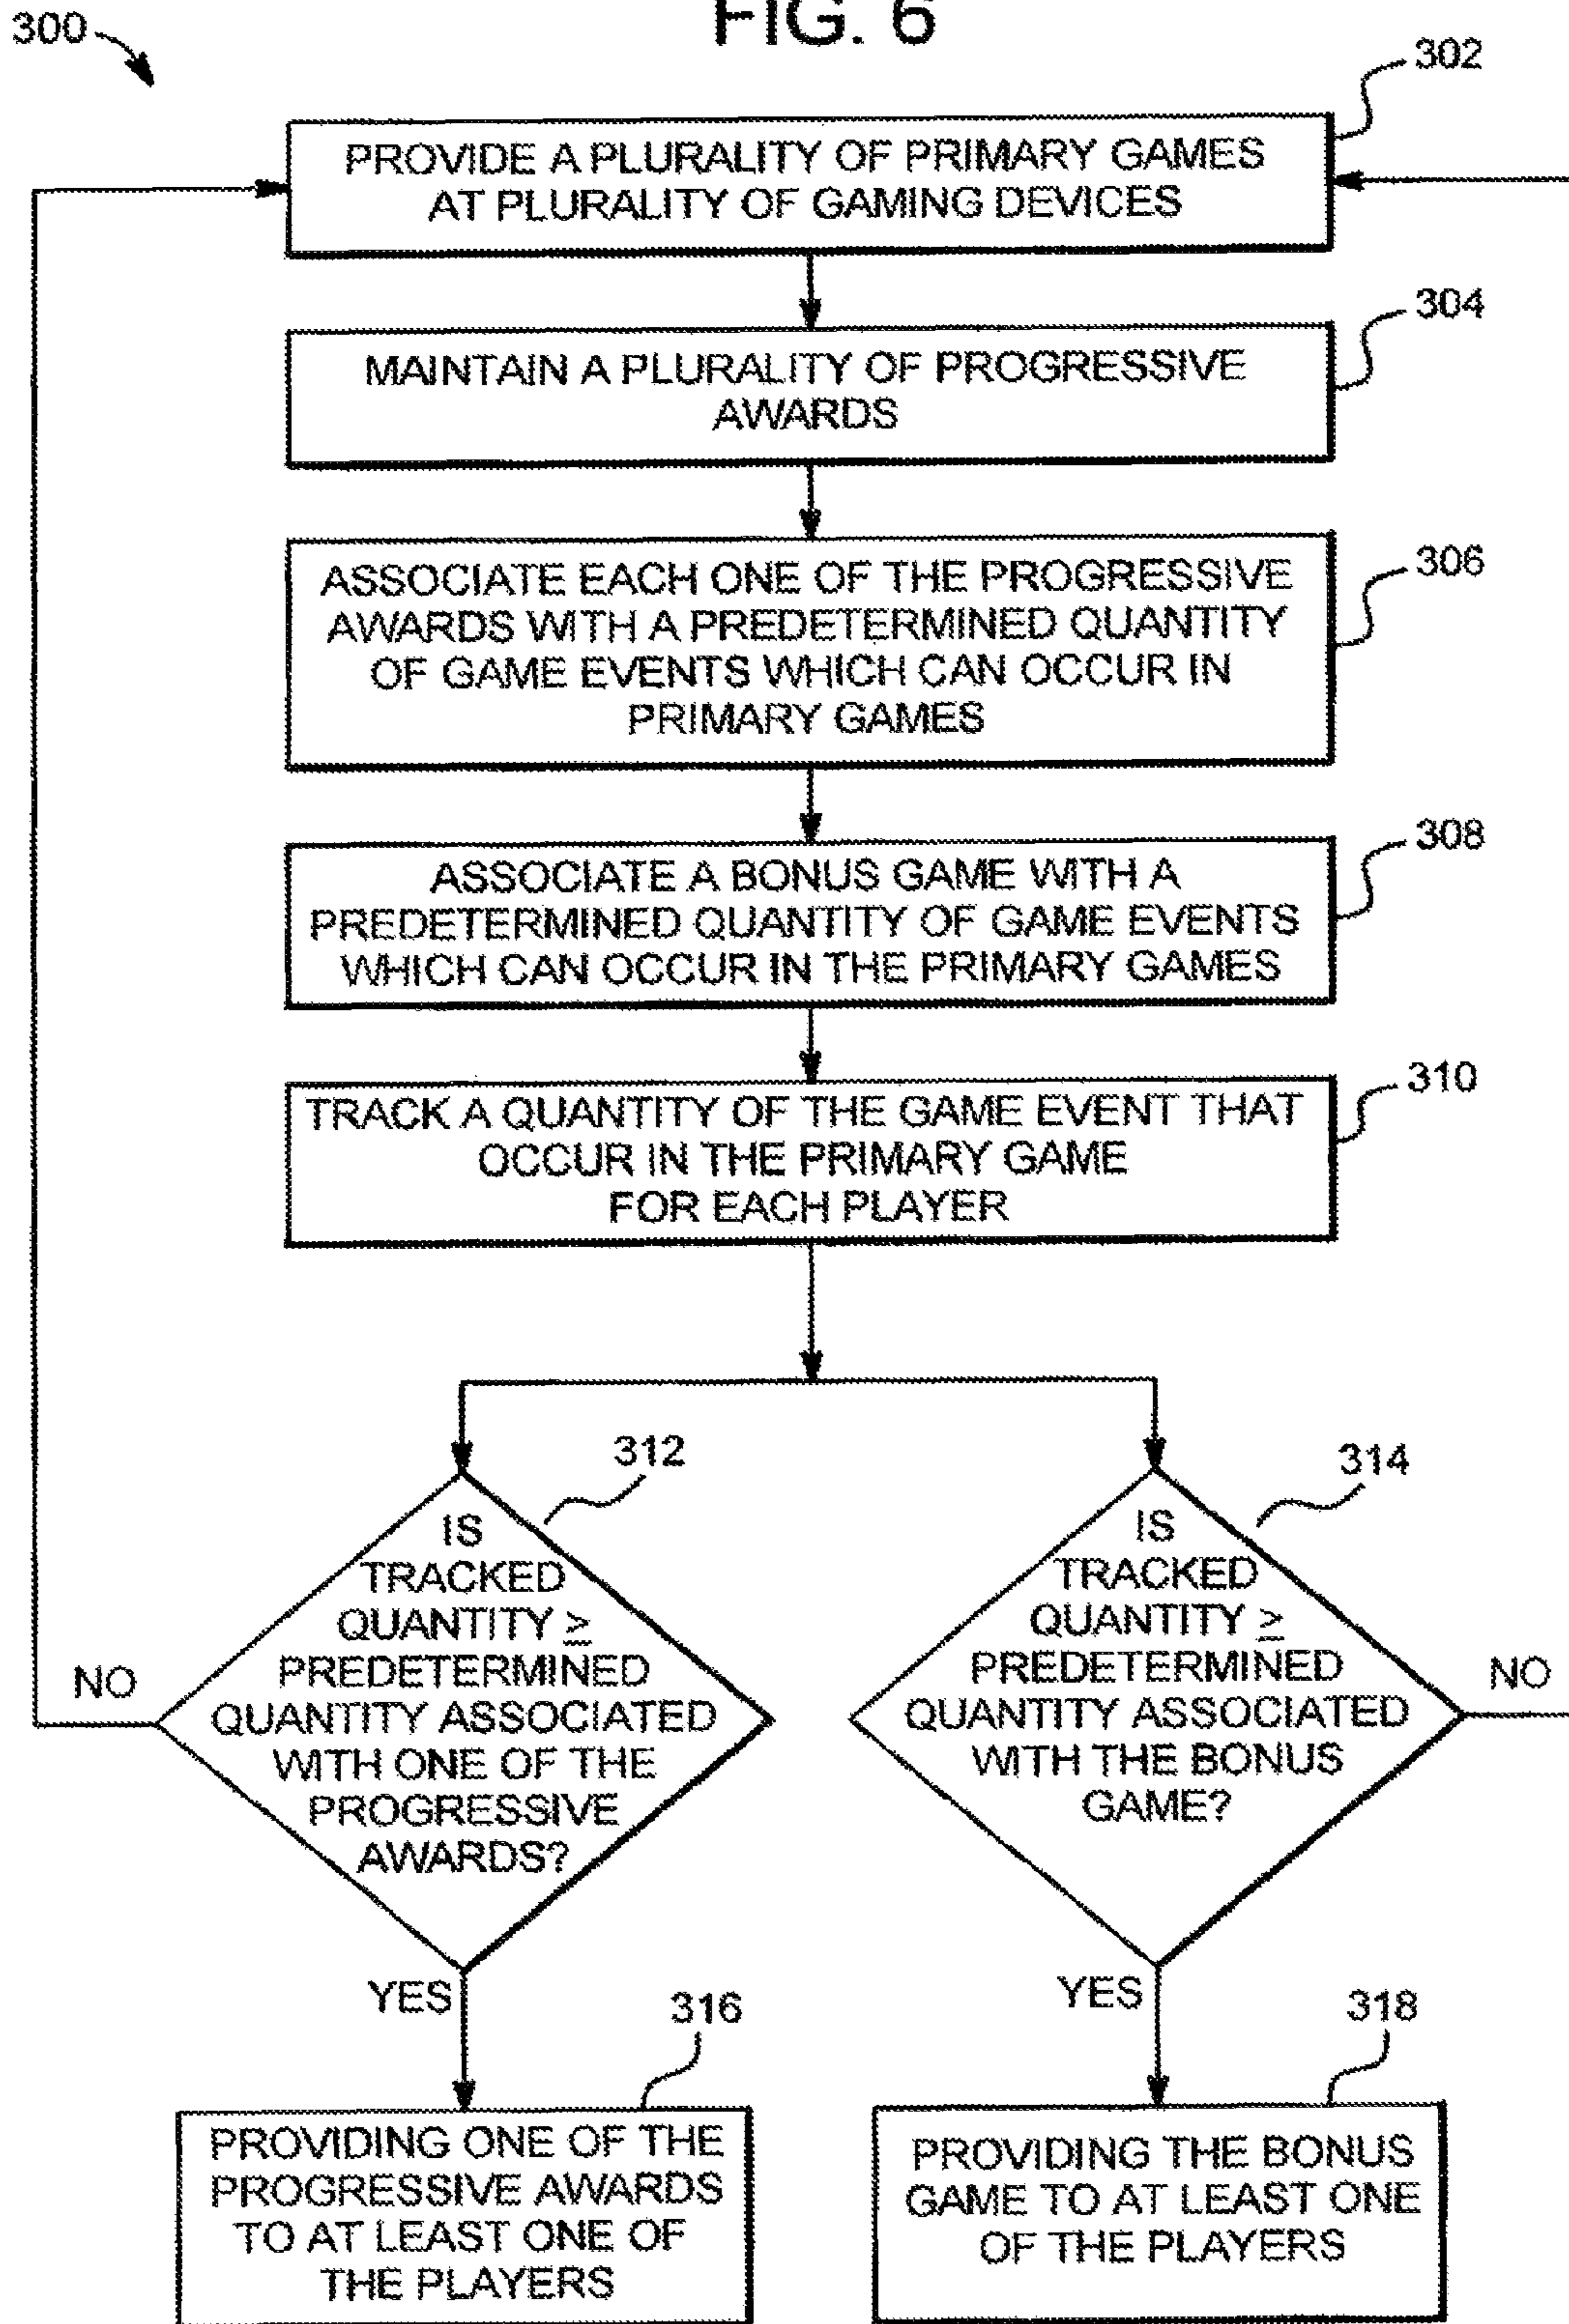 FIG. 6
300
302
PROVIDE A PLURALITY OF PRIMARY GAMES
AT PLURALITY OF GAMING DEVICES
304
MAINTAIN A PLURALITY OF PROGRESSIVE
AWARDS
306
ASSOCIATE EACH ONE OF THE PROGRESSIVE
AWARDS WITH A PREDETERMINED QUANTITY
OF GAME EVENTS WHICH CAN OCCUR IN
PRIMARY GAMES
308
ASSOCIATE A BONUS GAME WITH A
PREDETERMINED QUANTITY OF GAME EVENTS
WHICH CAN OCCUR IN THE PRIMARY GAMES
310
TRACK A QUANTITY OF THE GAME EVENT THAT
OCCUR IN THE PRIMARY GAME
FOR EACH PLAYER
312
IS
TRACKED
QUANTITY ≥
PREDETERMINED
QUANTITY ASSOCIATED
WITH ONE OF THE
PROGRESSIVE
AWARDS?
NO
YES
314
IS
TRACKED
QUANTITY ≥
PREDETERMINED
QUANTITY ASSOCIATED
WITH THE BONUS
GAME?
NO
YES
316
PROVIDING ONE OF THE
PROGRESSIVE AWARDS
TO AT LEAST ONE OF
THE PLAYERS
318
PROVIDING THE BONUS
GAME TO AT LEAST ONE
OF THE PLAYERS